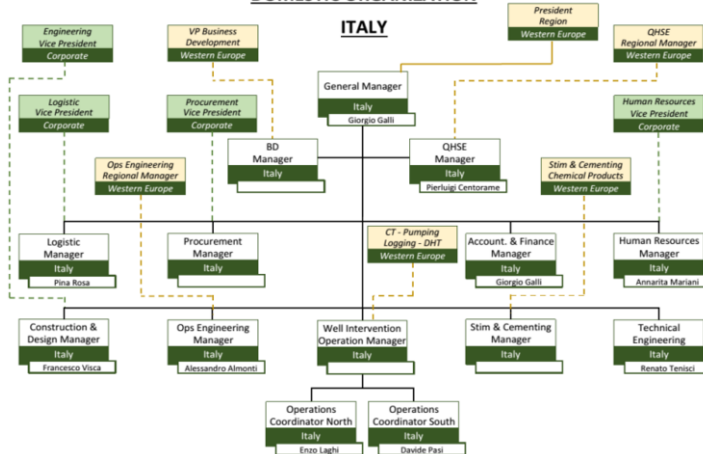 DOMESTIC ORGANIZATION
ITALY
Engineering
Vice President
Corporate
VP Business
Development
Western Europe
President
Region
Western Europe
QHSE
Regional Manager
Western Europe
General Manager
Italy
Giorgio Galli
Logistic
Vice President
Corporate
Procurement
Vice President
Corporate
Human Resources
Vice President
Corporate
BD
Manager
Italy
QHSE
Manager
Italy
Pierluigi Centorame
Ops Engineering
Regional Manager
Western Europe
Stim & Cementing
Chemical Products
Western Europe
CT - Pumping
Logging - DHT
Western Europe
Logistic
Manager
Italy
Pina Rosa
Procurement
Manager
Italy
Account. & Finance
Manager
Italy
Giorgio Galli
Human Resources
Manager
Italy
Annarita Mariani
Construction &
Design Manager
Italy
Francesco Visca
Ops Engineering
Manager
Italy
Alessandro Almonti
Well Intervention
Operation Manager
Italy
Stim & Cementing
Manager
Italy
Technical
Engineering
Italy
Renato Tenisci
Operations
Coordinator North
Italy
Enzo Laghi
Operations
Coordinator South
Italy
Davide Pasi